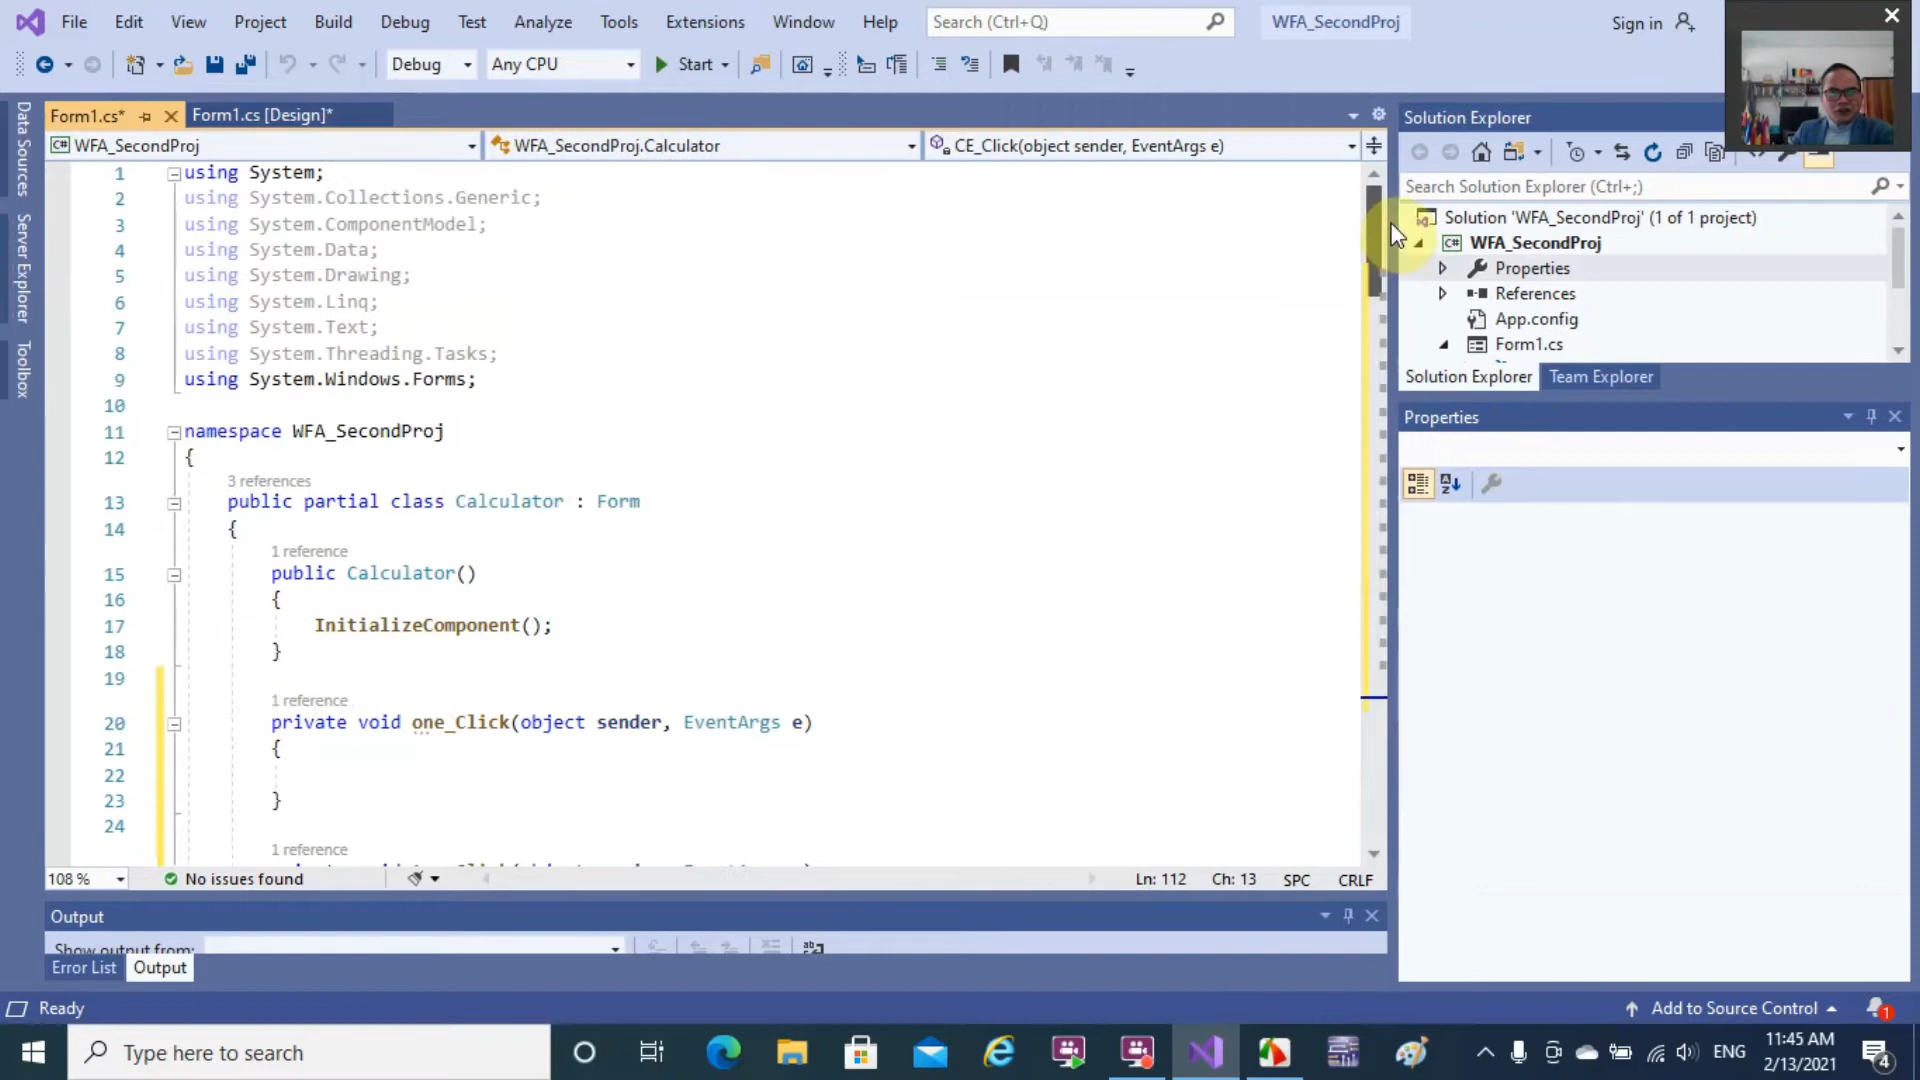 File Edit View Project Build Debug Test Analyze Tools Extensions Window Help Search (Ctrl+Q) WFA_SecondProj Sign in
Debug Any CPU Start
Form1.cs* Form1.cs [Design]*
C# WFA_SecondProj WFA_SecondProj.Calculator CE_Click(object sender, EventArgs e)
Data Sources
Server Explorer
Toolbox
1 using System;
2 using System.Collections.Generic;
3 using System.ComponentModel;
4 using System.Data;
5 using System.Drawing;
6 using System.Linq;
7 using System.Text;
8 using System.Threading.Tasks;
9 using System.Windows.Forms;
10
11 namespace WFA_SecondProj
12 {
3 references
13 public partial class Calculator : Form
14 {
1 reference
15 public Calculator()
16 {
17 InitializeComponent();
18 }
19
1 reference
20 private void one_Click(object sender, EventArgs e)
21 {
22
23 }
24
1 reference
108 % No issues found Ln: 112 Ch: 13 SPC CRLF
Output
Show output from:
Error List Output
Solution Explorer
Search Solution Explorer (Ctrl+;)
Solution 'WFA_SecondProj' (1 of 1 project)
C# WFA_SecondProj
Properties
References
App.config
Form1.cs
Solution Explorer Team Explorer
Properties
Ready Add to Source Control 1
Type here to search ENG 11:45 AM
2/13/2021 4